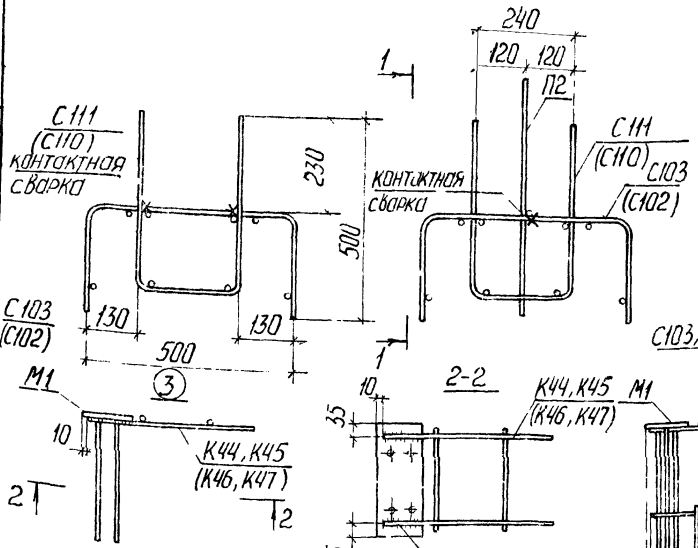 240
120 120
1
П2
С111
(С110)
контактная
сварка
230
500
контактная
сварка
С111
(С110)
С103
(С102)
С103
(С102)
130
130
500
1
С103,
М1
3
2-2
10
К44, К45
(К46, К47)
2
2
10
35
К44, К45
(К46, К47)
М1